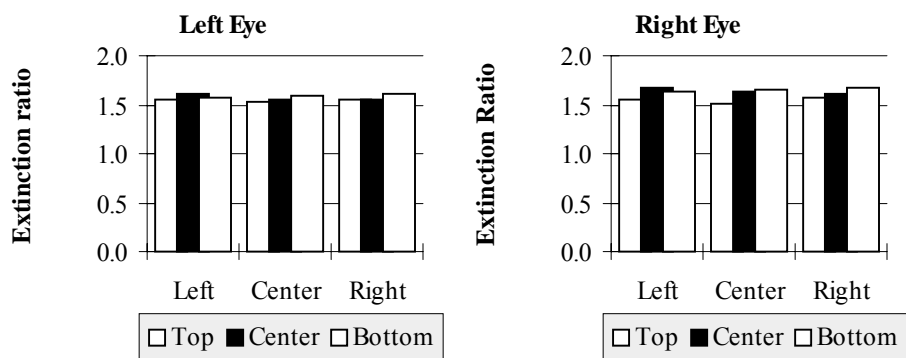 Left Eye
Extinction ratio
2.0
1.5
1.0
0.5
0.0
Left Center Right
Top Center Bottom
Right Eye
Extinction Ratio
2.0
1.5
1.0
0.5
0.0
Left Center Right
Top Center Bottom